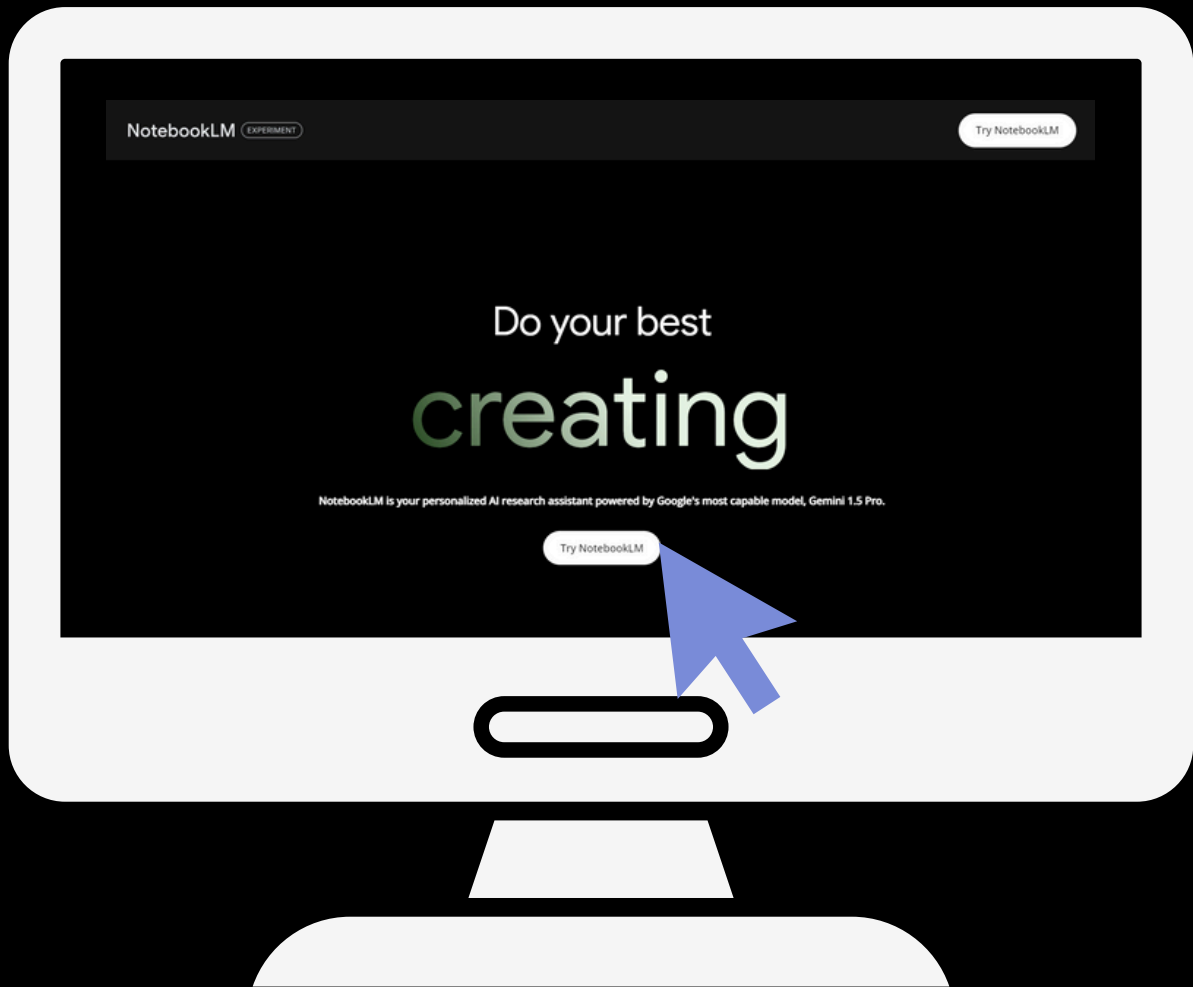 NotebookLM EXPERIMENT
Try NotebookLM
Do your best
creating
NotebookLM is your personalized AI research assistant powered by Google's most capable model, Gemini 1.5 Pro.
Try NotebookLM